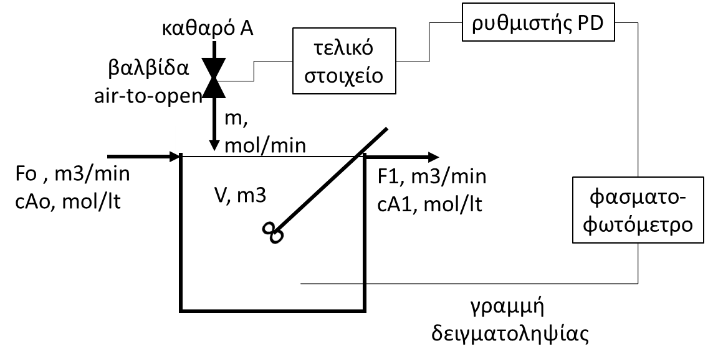 καθαρό A
βαλβίδα
air-to-open
τελικό
στοιχείο
ρυθμιστής PD
m,
mol/min
Fo , m3/min
cAo, mol/lt
V, m3
F1, m3/min
cA1, mol/lt
φασματο-
φωτόμετρο
γραμμή
δειγματοληψίας